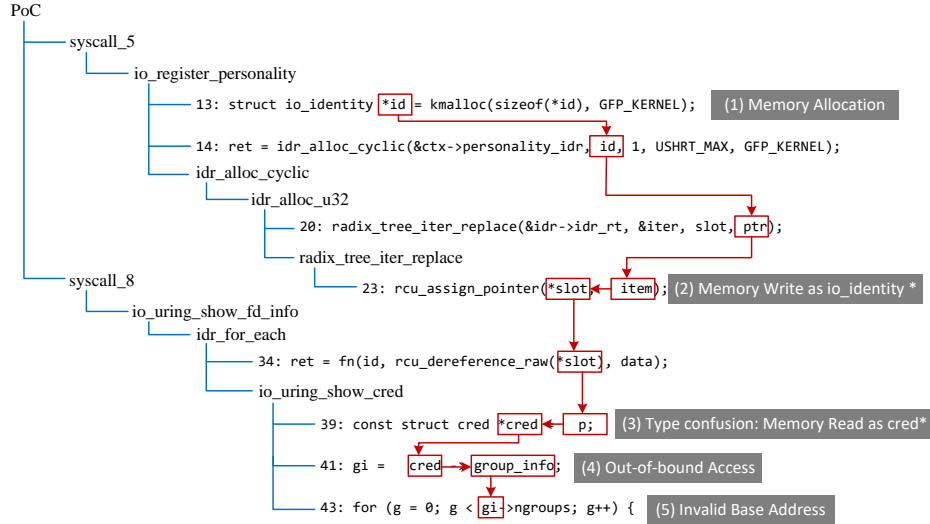 PoC
syscall_5
io_register_personality
13: struct io_identity *id = kmalloc(sizeof(*id), GFP_KERNEL); (1) Memory Allocation
14: ret = idr_alloc_cyclic(&ctx->personality_idr, id, 1, USHRT_MAX, GFP_KERNEL);
idr_alloc_cyclic
idr_alloc_u32
20: radix_tree_iter_replace(&idr->idr_rt, &iter, slot, ptr);
radix_tree_iter_replace
syscall_8
23: rcu_assign_pointer(*slot, item); (2) Memory Write as io_identity *
io_uring_show_fd_info
idr_for_each
34: ret = fn(id, rcu_dereference_raw(*slot), data);
io_uring_show_cred
39: const struct cred *cred = p; (3) Type confusion: Memory Read as cred*
41: gi = cred -> group_info; (4) Out-of-bound Access
43: for (g = 0; g < gi->ngroups; g++) { (5) Invalid Base Address